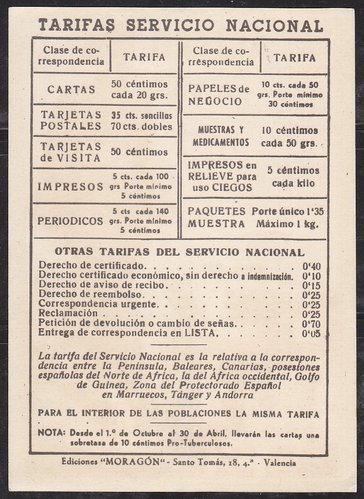 TARIFAS SERVICIO NACIONAL
Clase de co-
rrespondencia
TARIFA
CARTAS
50 céntimos
cada 20 grs.
TARJETAS
POSTALES
35 cts. sencillas
70 cts. dobles
TARJETAS
de VISITA
50 céntimos
IMPRESOS
5 cts. cada 100
grs Porte mínimo
5 céntimos
PERIODICOS
5 cts. cada 140
grs. Porte mínimo
5 céntimos
Clase de co-
rrespondencia
TARIFA
PAPELES de
NEGOCIO
10 cts. cada 50
grs. Porte mínimo
30 céntimos
MUESTRAS y
MEDICAMENTOS
10 céntimos
cada 50 grs.
IMPRESOS en
RELIEVE para
uso CIEGOS
5 céntimos
cada kilo
PAQUETES
MUESTRA
Porte único 1'35
Máximo 1 kg.
OTRAS TARIFAS DEL SERVICIO NACIONAL
Derecho de certificado. . . . . . . . . . . . 0'40
Derecho certificado económico, sin derecho a indemnización. 0'10
Derecho de aviso de recibo. . . . . . . . . . . 0'15
Derecho de reembolso. . . . . . . . . . . . 0'25
Correspondencia urgente. . . . . . . . . . . 0'25
Reclamación . . . . . . . . . . . . . . 0'25
Petición de devolución o cambio de señas. . . . . . 0'70
Entrega de correspondencia en LISTA. . . . . . . 0'05
La tarifa del Servicio Nacional es la relativa a la correspon-
dencia entre la Península, Baleares, Canarias, posesiones
españolas del Norte de Africa, la del Africa occidental, Golfo
de Guinea, Zona del Protectorado Español
en Marruecos, Tánger y Andorra
PARA EL INTERIOR DE LAS POBLACIONES LA MISMA TARIFA
NOTA: Desde el 1.º de Octubre al 30 de Abril, llevarán las cartas una
sobretasa de 10 céntimos Pro-Tuberculosos.
Ediciones "MORAGÓN" - Santo Tomás, 18, 4.º - Valencia